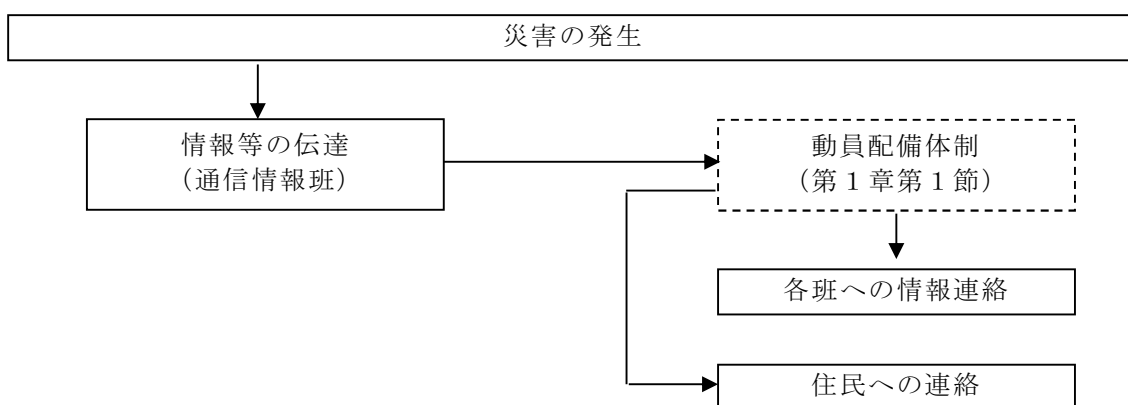 災害の発生
情報等の伝達
（通信情報班）
動員配備体制
（第１章第１節）
各班への情報連絡
住民への連絡